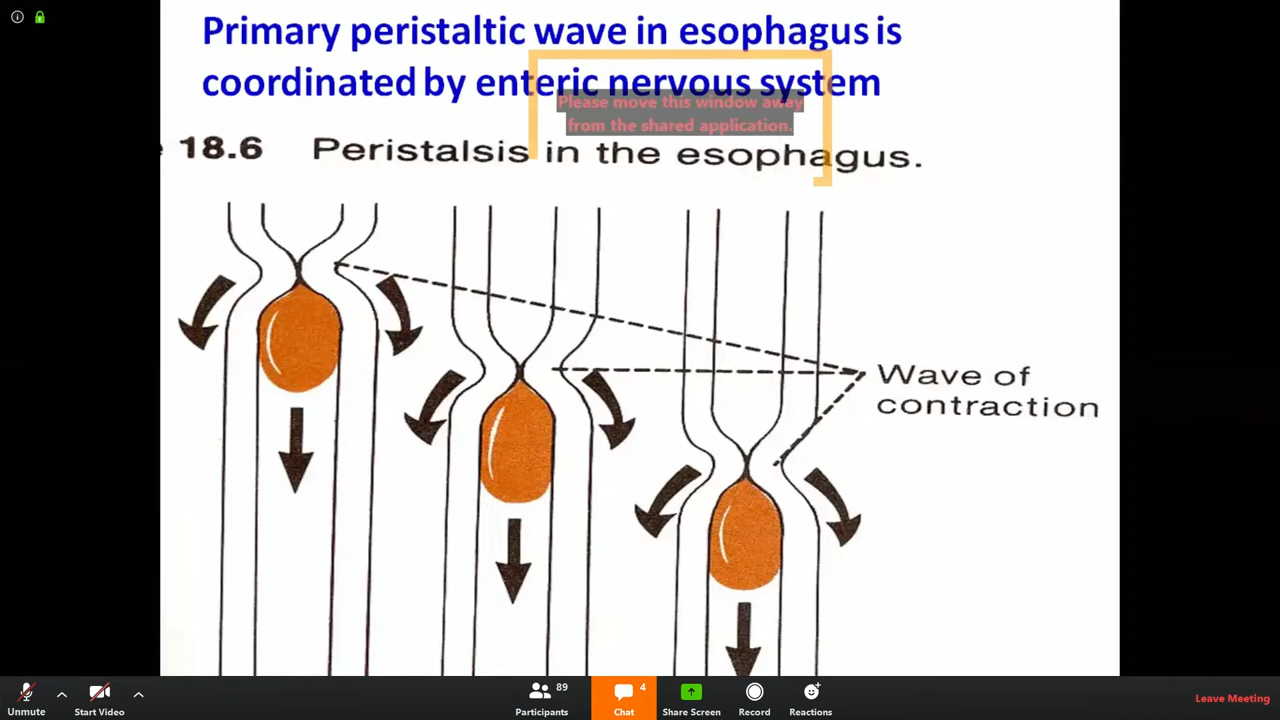 Primary peristaltic wave in esophagus is
coordinated by enteric nervous system
Please move this window away
from the shared application.
18.6 Peristalsis in the esophagus.
Wave of
contraction
89
4
Unmute
Start Video
Participants
Chat
Share Screen
Record
Reactions
Leave Meeting